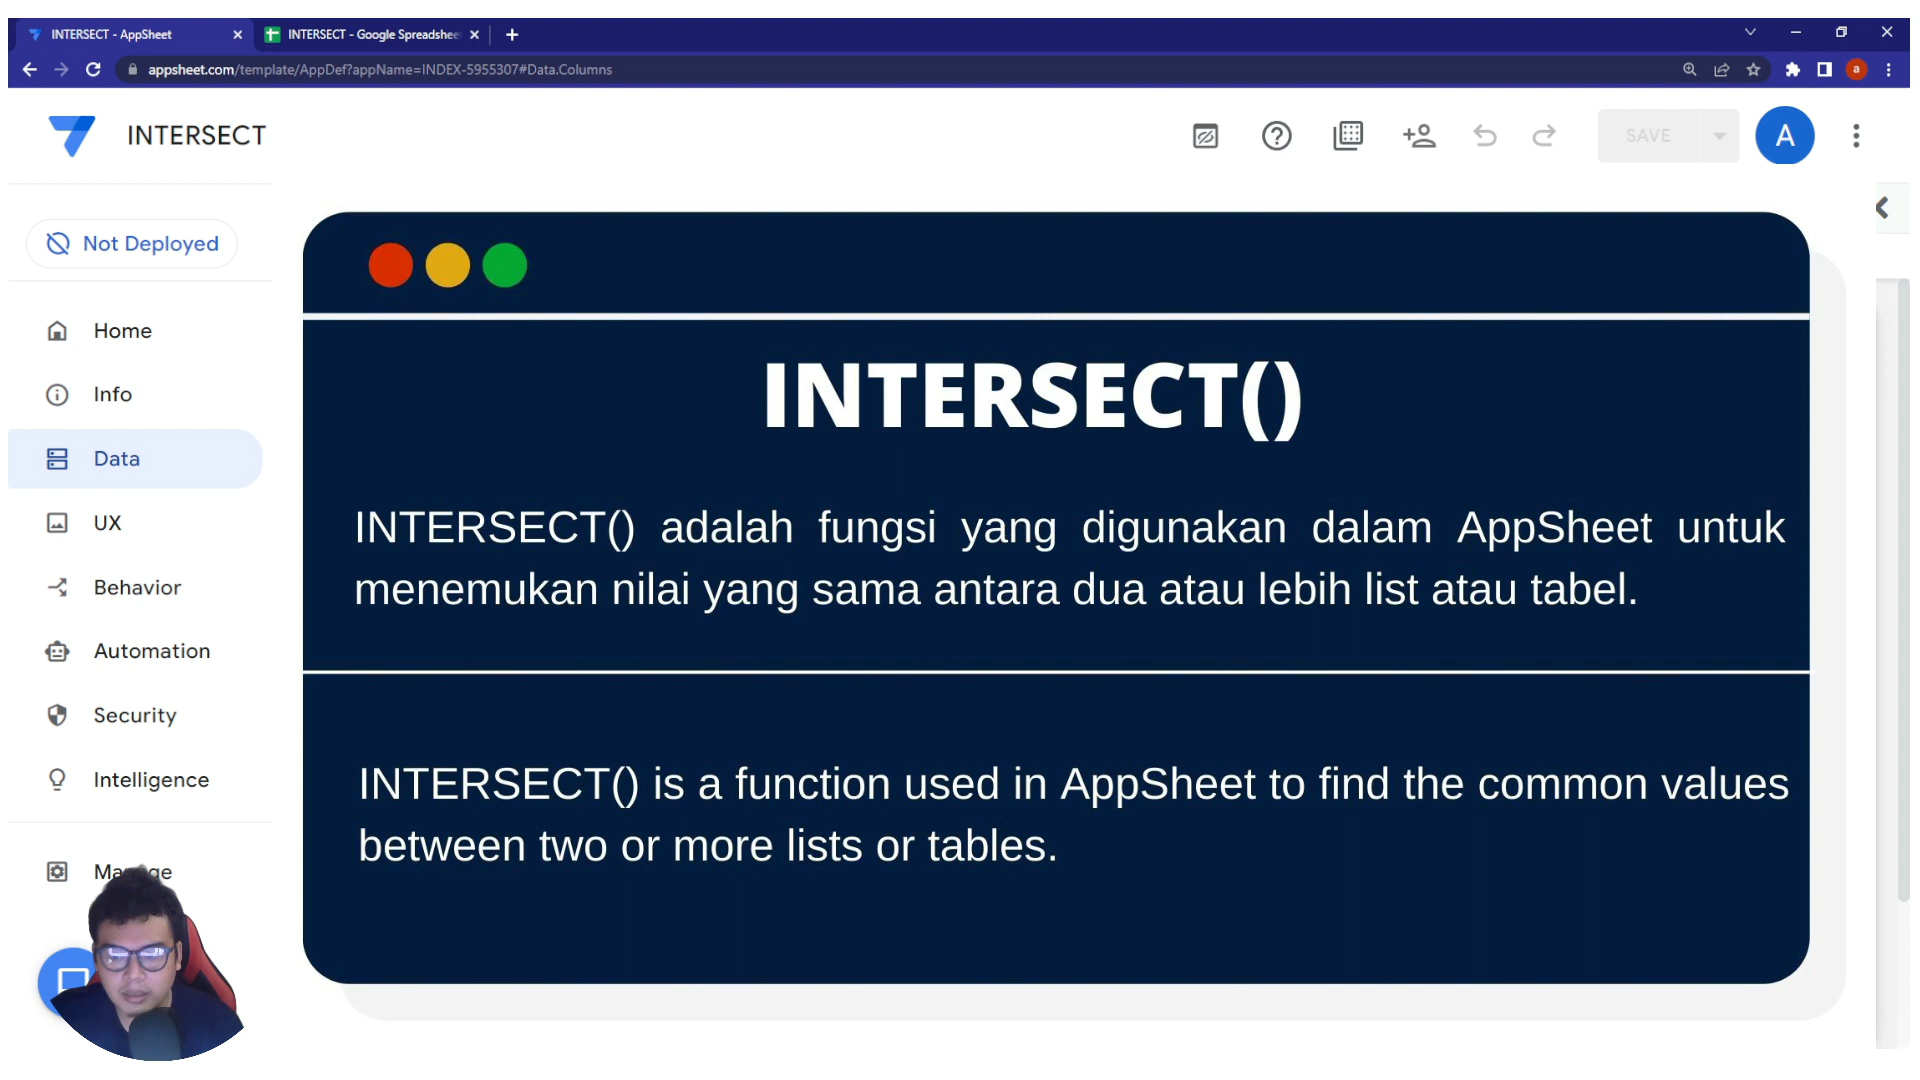 INTERSECT - AppSheet
INTERSECT - Google Spreadshee
appsheet.com/template/AppDef?appName=INDEX-5955307#Data.Columns
a
INTERSECT
SAVE
A
Not Deployed
Home
Info
Data
UX
Behavior
Automation
Security
Intelligence
INTERSECT()
INTERSECT() adalah fungsi yang digunakan dalam AppSheet untuk
menemukan nilai yang sama antara dua atau lebih list atau tabel.
INTERSECT() is a function used in AppSheet to find the common values
between two or more lists or tables.